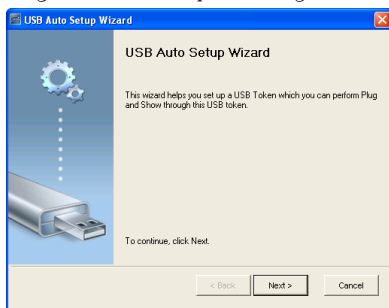 USB Auto Setup Wizard
USB Auto Setup Wizard
This wizard helps you set up a USB Token which you can perform Plug
and Show through this USB token.
To continue, click Next.
< Back
Next >
Cancel